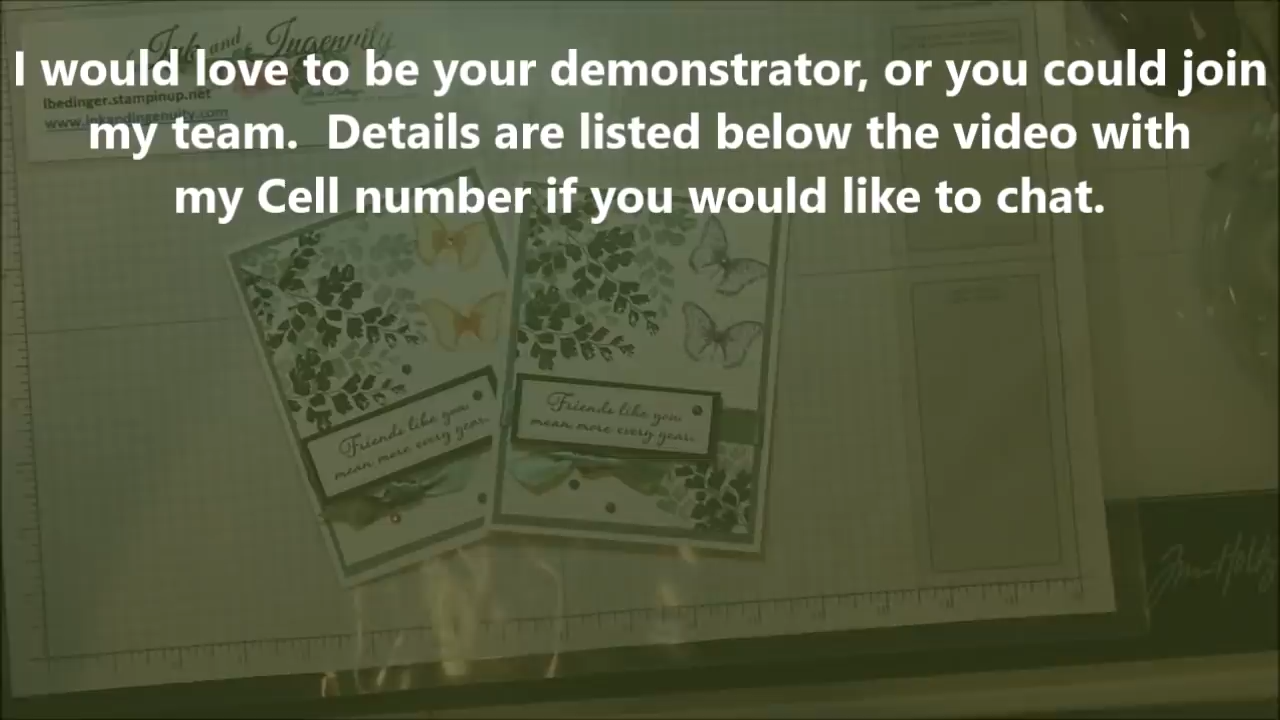 Ink and Ingenuity
I would love to be your demonstrator, or you could join
lbedinger.stampinup.net
www.inkandingenuity.com
my team.  Details are listed below the video with
my Cell number if you would like to chat.
Friends like you
mean more every year.
Friends like you
mean more every year.
Tim Holtz